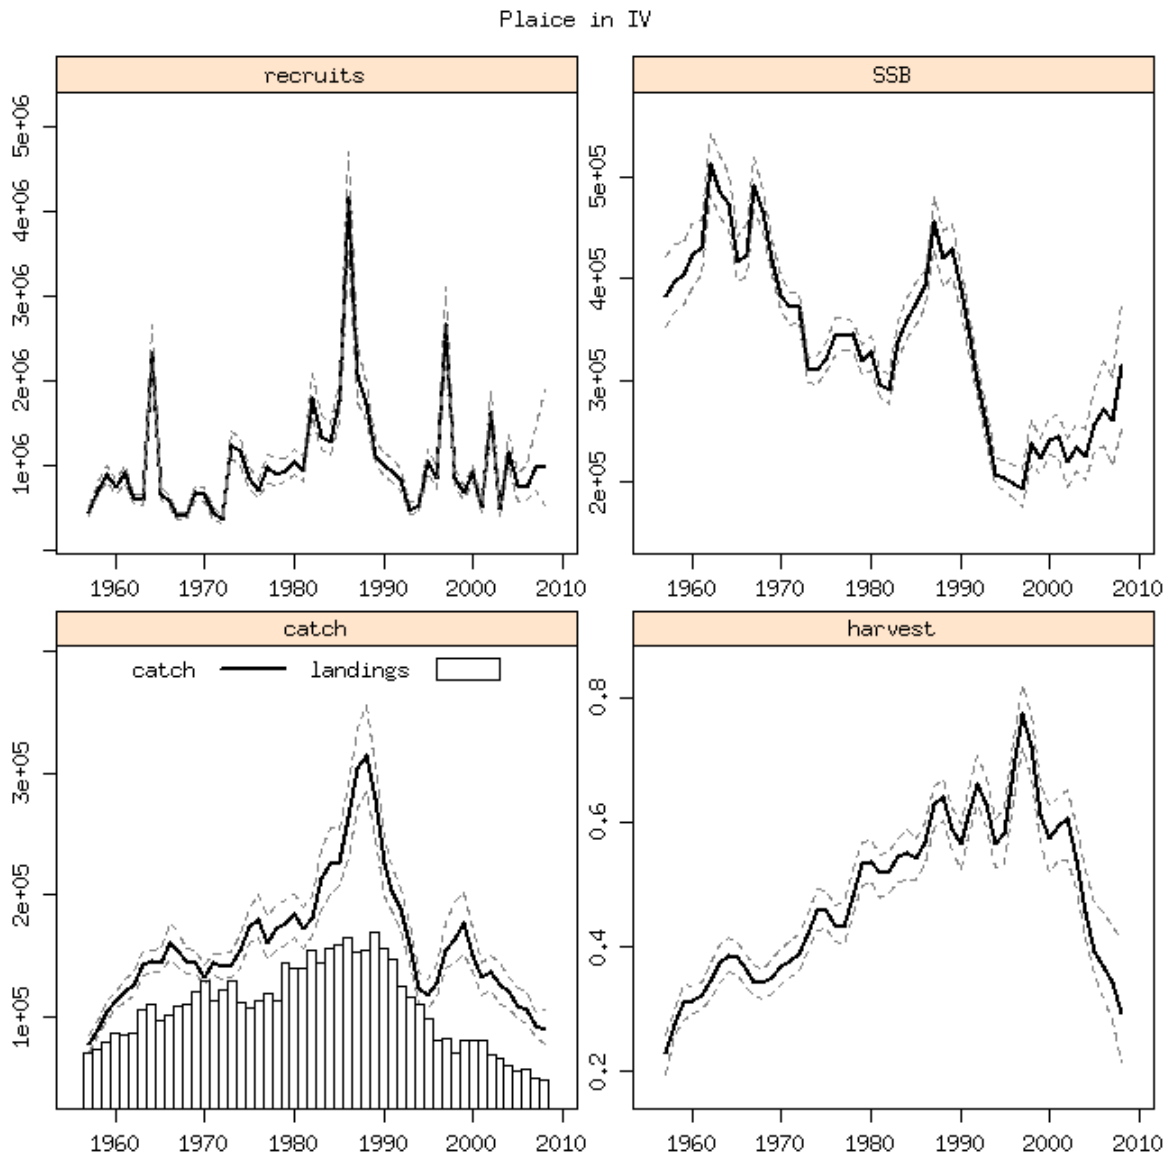 Plaice in IV
recruits
SSB
5e+06
4e+06
3e+06
2e+06
1e+06
5e+05
4e+05
3e+05
2e+05
1960 1970 1980 1990 2000 2010
1960 1970 1980 1990 2000 2010
catch
harvest
catch landings
3e+05
2e+05
1e+05
0.8
0.6
0.4
0.2
1960 1970 1980 1990 2000 2010
1960 1970 1980 1990 2000 2010